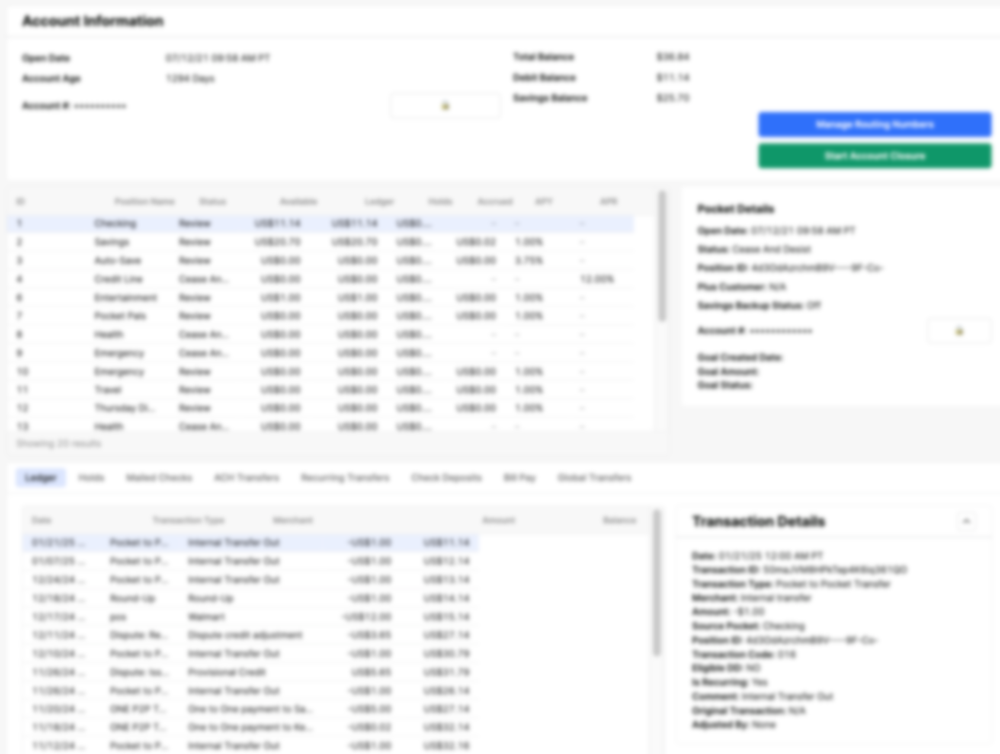 Account Information
Open Date 07/12/21 09:58 AM PT
Account Age 1294 Days
Account #: ••••••••••
Total Balance $36.84
Debit Balance $11.14
Savings Balance $25.70
Manage Routing Numbers
Start Account Closure
ID Position Name Status Available Ledger Holds Accrued APY APR
1 Checking Review US$11.14 US$11.14 US$0.... - - -
2 Savings Review US$20.70 US$20.70 US$0.... US$0.02 1.00% -
3 Auto-Save Review US$0.00 US$0.00 US$0.... US$0.00 3.75% -
4 Credit Line Cease An... US$0.00 US$0.00 US$0.... - - 12.00%
6 Entertainment Review US$1.00 US$1.00 US$0.... US$0.00 1.00% -
7 Pocket Pals Review US$0.00 US$0.00 US$0.... US$0.00 1.00% -
8 Health Cease An... US$0.00 US$0.00 US$0.... - - -
9 Emergency Cease An... US$0.00 US$0.00 US$0.... - - -
10 Emergency Review US$0.00 US$0.00 US$0.... US$0.00 1.00% -
11 Travel Review US$0.00 US$0.00 US$0.... US$0.00 1.00% -
12 Thursday Di... Review US$0.00 US$0.00 US$0.... US$0.00 1.00% -
13 Health Cease An... US$0.00 US$0.00 US$0.... - - -
Showing 20 results
Pocket Details
Open Date: 07/12/21 09:58 AM PT
Status: Cease And Desist
Position ID:
Plus Customer: N/A
Savings Backup Status: Off
Account #: ••••••••••••
Goal Created Date:
Goal Amount:
Goal Status:
Ledger Holds Mailed Checks ACH Transfers Recurring Transfers Check Deposits Bill Pay Global Transfers
Date Transaction Type Merchant Amount Balance
01/21/25 ... Pocket to P... Internal Transfer Out -US$1.00 US$11.14
01/07/25 ... Pocket to P... Internal Transfer Out -US$1.00 US$12.14
12/24/24 ... Pocket to P... Internal Transfer Out -US$1.00 US$13.14
12/18/24 ... Round-Up Round-Up -US$1.00 US$14.14
12/17/24 ... pos Walmart -US$12.00 US$15.14
12/11/24 ... Dispute: Re... Dispute credit adjustment -US$3.65 US$27.14
12/10/24 ... Pocket to P... Internal Transfer Out -US$1.00 US$30.79
11/26/24 ... Dispute: Iss... Provisional Credit US$5.65 US$31.79
11/26/24 ... Pocket to P... Internal Transfer Out -US$1.00 US$26.14
11/20/24 ... ONE P2P T... One to One payment to Sa... -US$5.00 US$27.14
11/18/24 ... ONE P2P T... One to One payment to Ke... -US$0.02 US$32.14
11/12/24 ... Pocket to P... Internal Transfer Out -US$1.00 US$32.16
Transaction Details
Date: 01/21/25 12:00 AM PT
Transaction ID:
Transaction Type: Pocket to Pocket Transfer
Merchant: Internal transfer
Amount: -$1.00
Source Pocket: Checking
Position ID:
Transaction Code: 016
Eligible DD: NO
Is Recurring: Yes
Comment: Internal Transfer Out
Original Transaction: N/A
Adjusted By: None